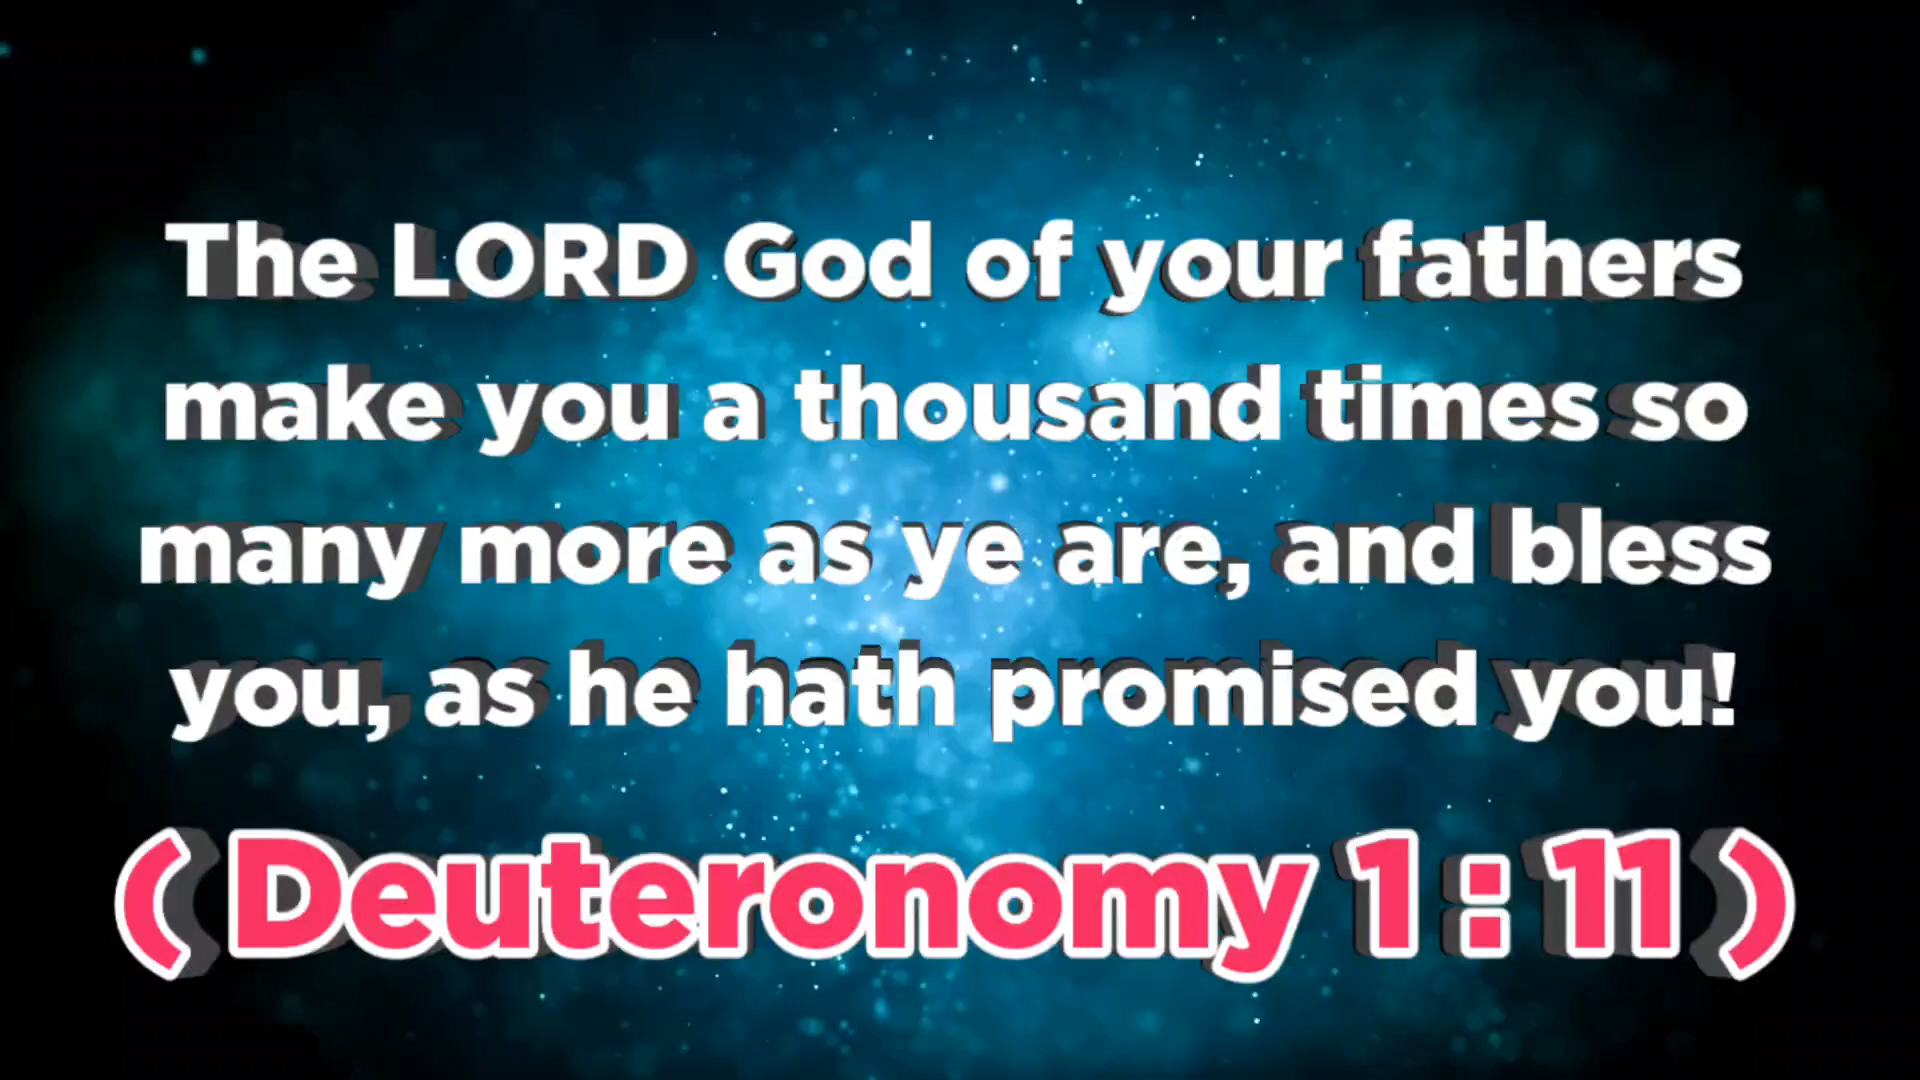 The LORD God of your fathers
make you a thousand times so
many more as ye are, and bless
you, as he hath promised you!
( Deuteronomy 1 : 11 )